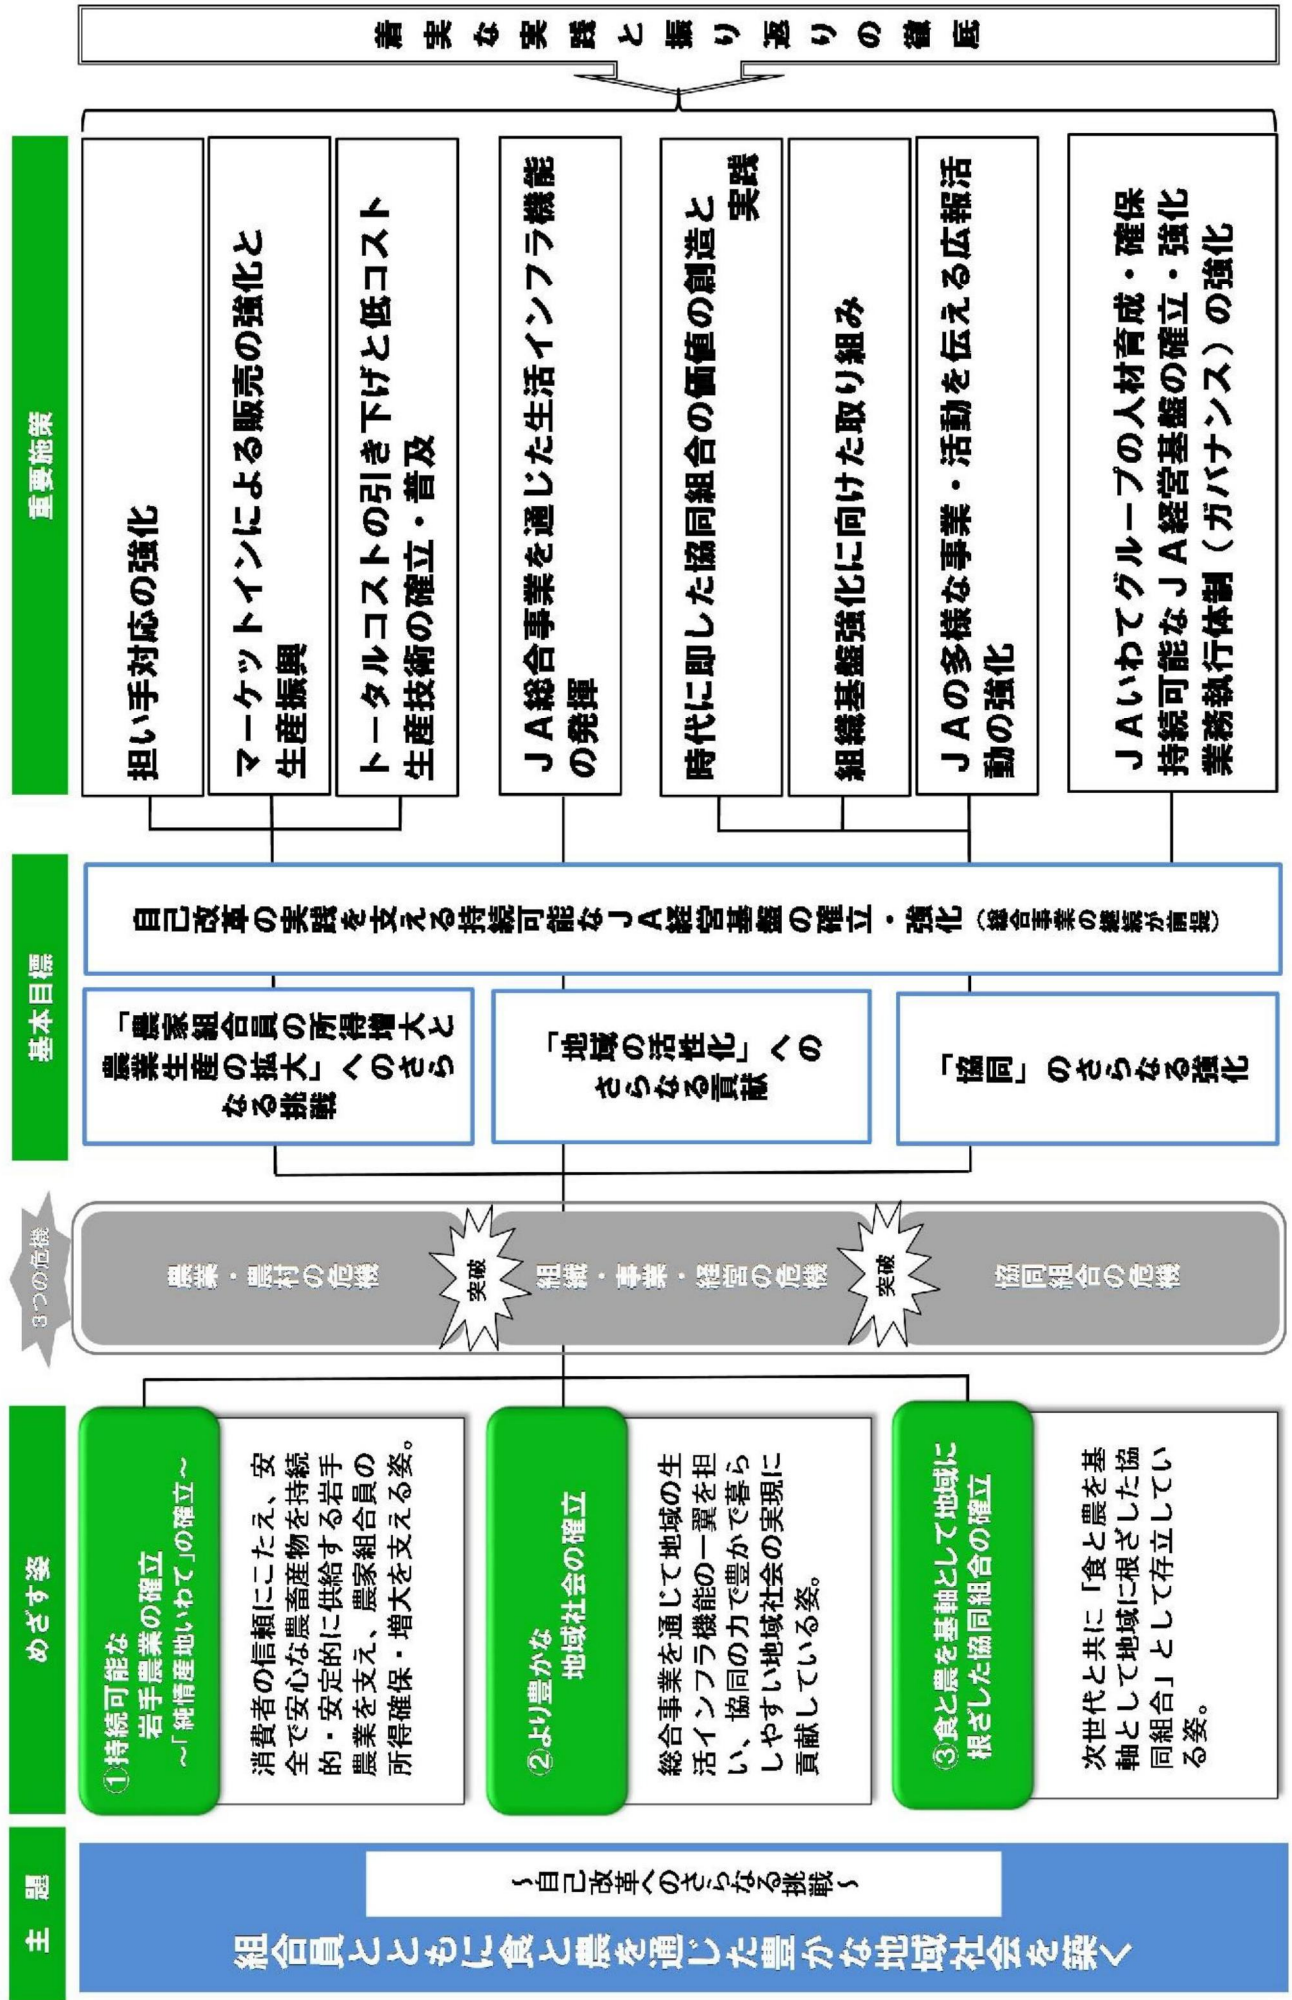 主　題
組合員とともに食と農を通じた豊かな地域社会を築く
～自己改革へのさらなる挑戦～
めざす姿
①持続可能な
岩手農業の確立
～「純情産地いわて」の確立～
消費者の信頼にこたえ、安
全で安心な農畜産物を持続
的・安定的に供給する岩手
農業を支え、農家組合員の
所得確保・増大を支える姿。
②より豊かな
地域社会の確立
総合事業を通じて地域の生
活インフラ機能の一翼を担
い、協同の力で豊かで暮ら
しやすい地域社会の実現に
貢献している姿。
③食と農を基軸として地域に
根ざした協同組合の確立
次世代と共に「食と農を基
軸として地域に根ざした協
同組合」として存立してい
る姿。
3つの危機
農業・農村の危機
突破
組織・事業・経営の危機
突破
協同組合の危機
基本目標
「農家組合員の所得増大と
農業生産の拡大」へのさら
なる挑戦
「地域の活性化」への
さらなる貢献
「協同」のさらなる強化
自己改革の実践を支える持続可能なＪＡ経営基盤の確立・強化（総合事業の継続が前提）
重要施策
担い手対応の強化
マーケットインによる販売の強化と
生産振興
トータルコストの引き下げと低コスト
生産技術の確立・普及
ＪＡ総合事業を通じた生活インフラ機能
の発揮
時代に即した協同組合の価値の創造と
実践
組織基盤強化に向けた取り組み
ＪＡの多様な事業・活動を伝える広報活
動の強化
ＪＡいわてグループの人材育成・確保
持続可能なＪＡ経営基盤の確立・強化
業務執行体制（ガバナンス）の強化
着実な実践と振り返りの徹底